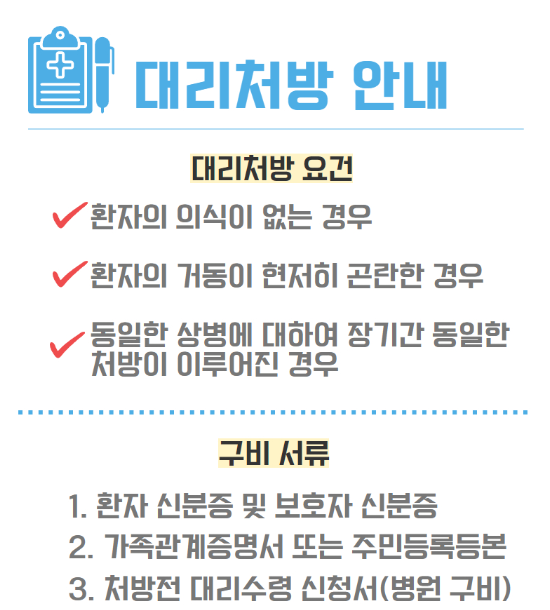 대리처방 안내
대리처방 요건
환자의 의식이 없는 경우
환자의 거동이 현저히 곤란한 경우
동일한 상병에 대하여 장기간 동일한
처방이 이루어진 경우
구비 서류
1. 환자 신분증 및 보호자 신분증
2. 가족관계증명서 또는 주민등록등본
3. 처방전 대리수령 신청서(병원 구비)